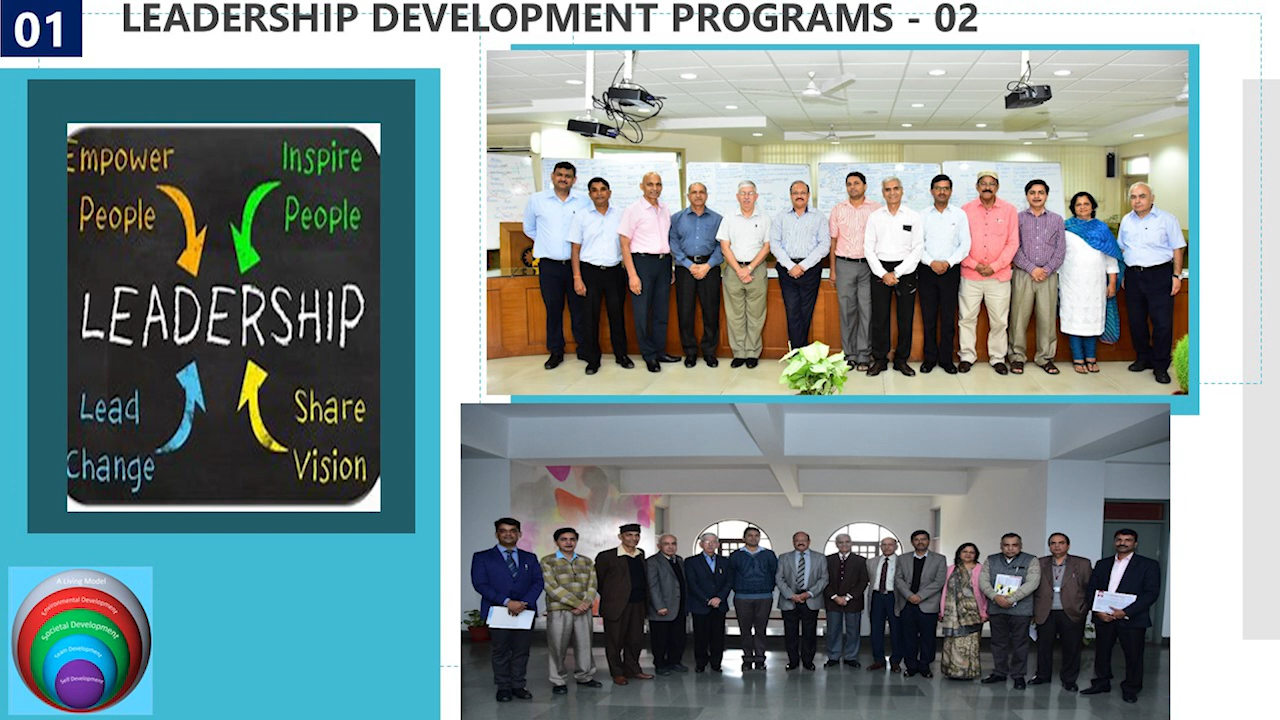 01
LEADERSHIP DEVELOPMENT PROGRAMS - 02
Empower
People
Inspire
People
LEADERSHIP
Lead
Change
Share
Vision
A Living Model
Environmental Development
Societal Development
Team Development
Self Development